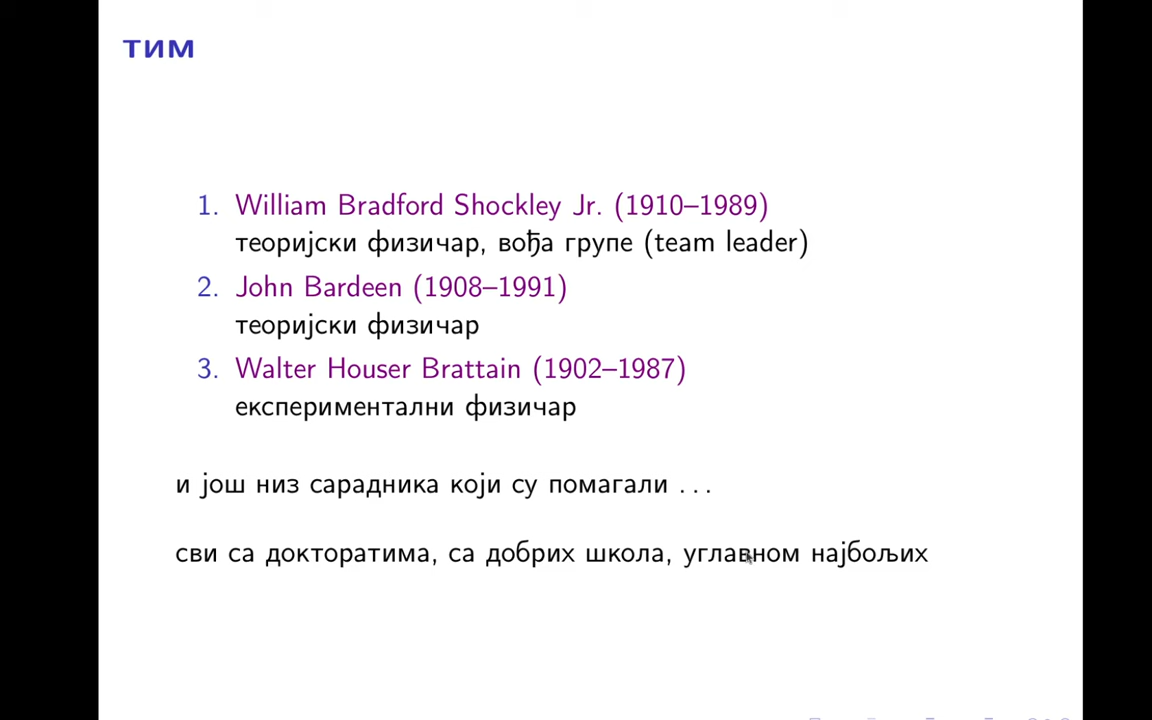 тим
1. William Bradford Shockley Jr. (1910–1989)
теоријски физичар, вођа групе (team leader)
2. John Bardeen (1908–1991)
теоријски физичар
3. Walter Houser Brattain (1902–1987)
експериментални физичар
и још низ сарадника који су помагали ...
сви са докторатима, са добрих школа, углавном најбољих